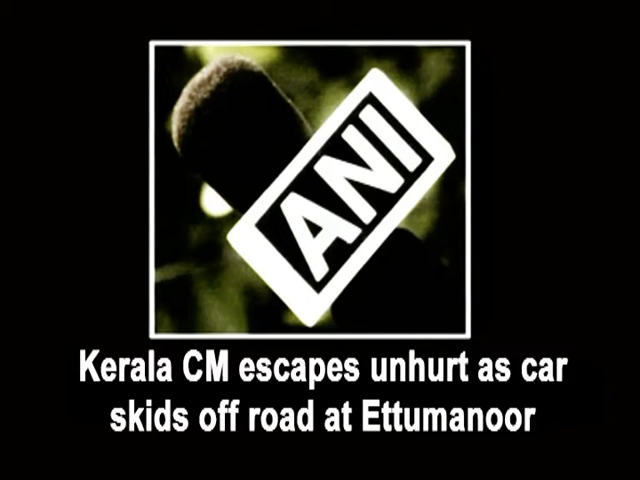 ANI
Kerala CM escapes unhurt as car
skids off road at Ettumanoor